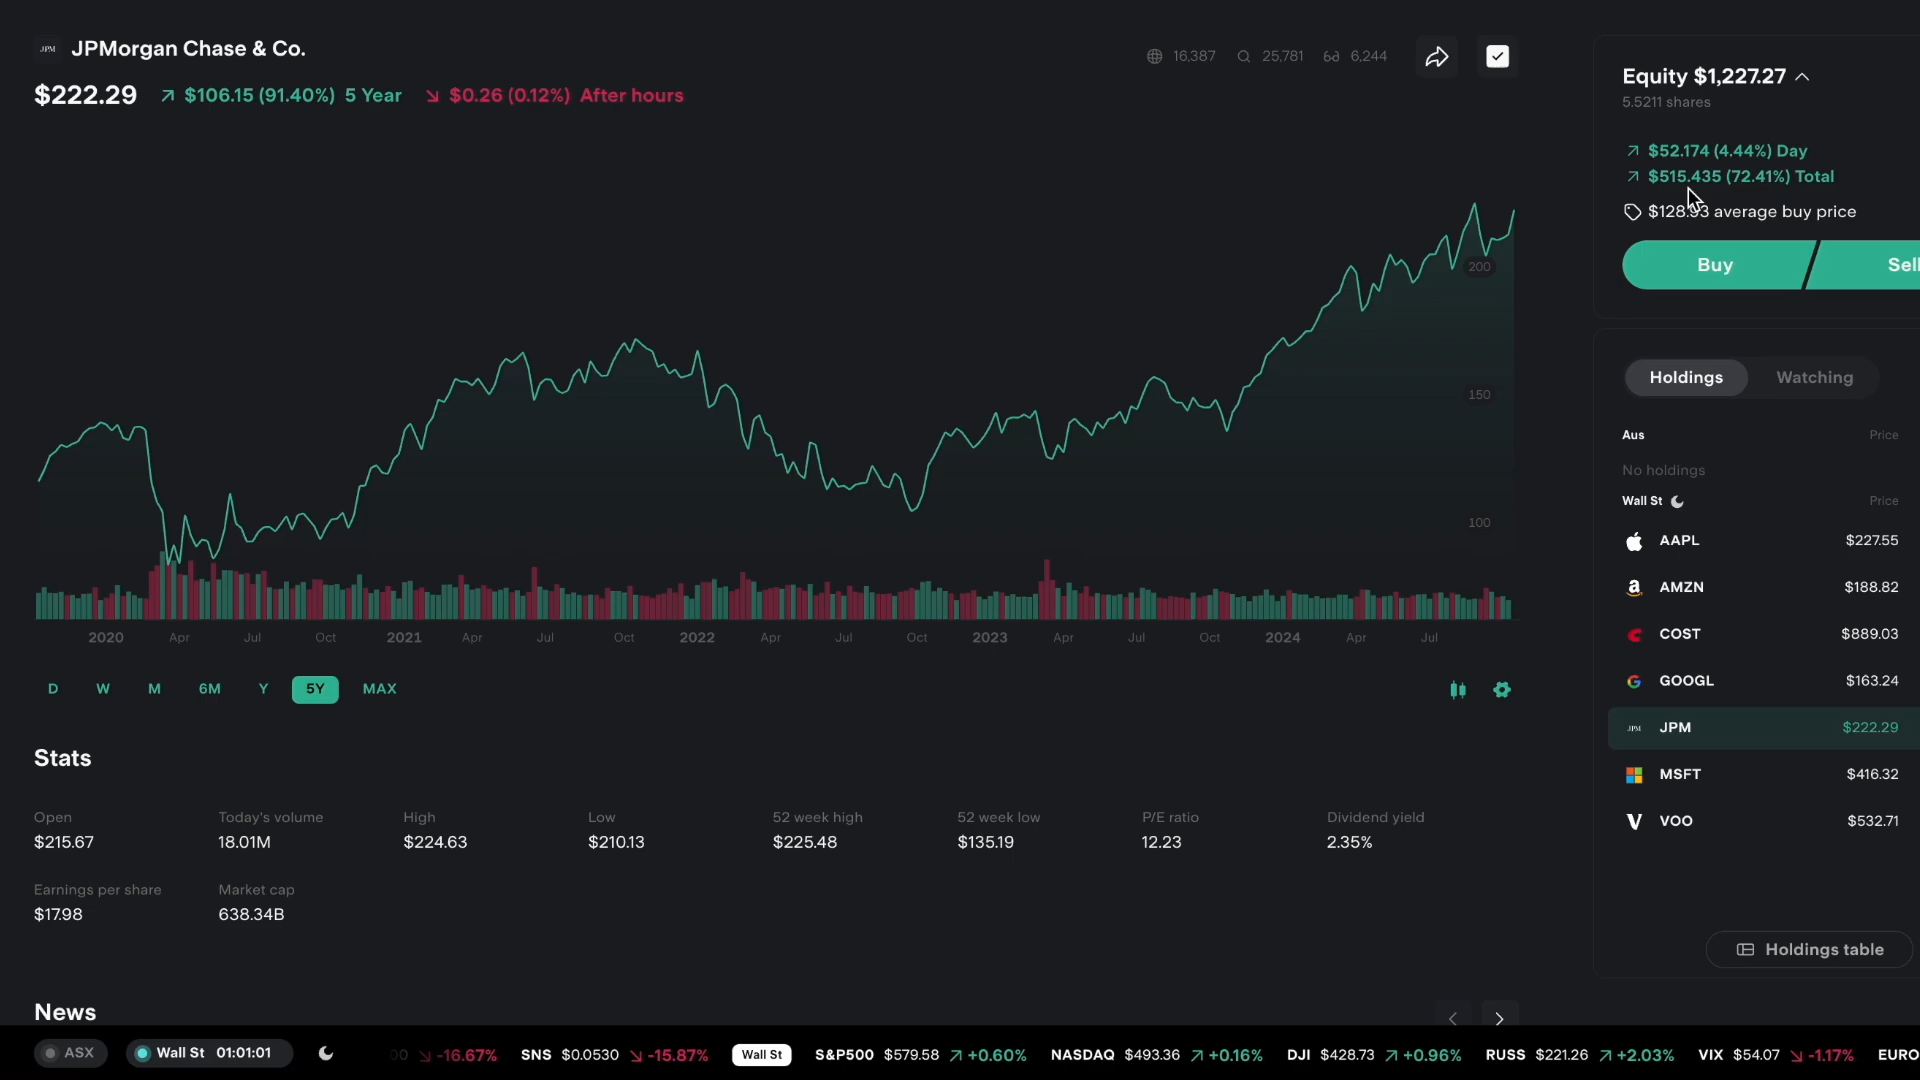 JPM JPMorgan Chase & Co.
16,387 25,781 6,244
$222.29 $106.15 (91.40%) 5 Year $0.26 (0.12%) After hours
200
150
100
2020 Apr Jul Oct 2021 Apr Jul Oct 2022 Apr Jul Oct 2023 Apr Jul Oct 2024 Apr Jul
D W M 6M Y 5Y MAX
Stats
Open Today's volume High Low 52 week high 52 week low P/E ratio Dividend yield
$215.67 18.01M $224.63 $210.13 $225.48 $135.19 12.23 2.35%
Earnings per share Market cap
$17.98 638.34B
News
Equity $1,227.27
5.5211 shares
$52.174 (4.44%) Day
$515.435 (72.41%) Total
$128.93 average buy price
Buy Sell
Holdings Watching
Aus Price
No holdings
Wall St Price
AAPL $227.55
a AMZN $188.82
COST $889.03
G GOOGL $163.24
JPM JPM $222.29
MSFT $416.32
V VOO $532.71
Holdings table
ASX Wall St 01:01:01 00 -16.67% SNS $0.0530 -15.87% Wall St S&P500 $579.58 +0.60% NASDAQ $493.36 +0.16% DJI $428.73 +0.96% RUSS $221.26 +2.03% VIX $54.07 -1.17% EURO